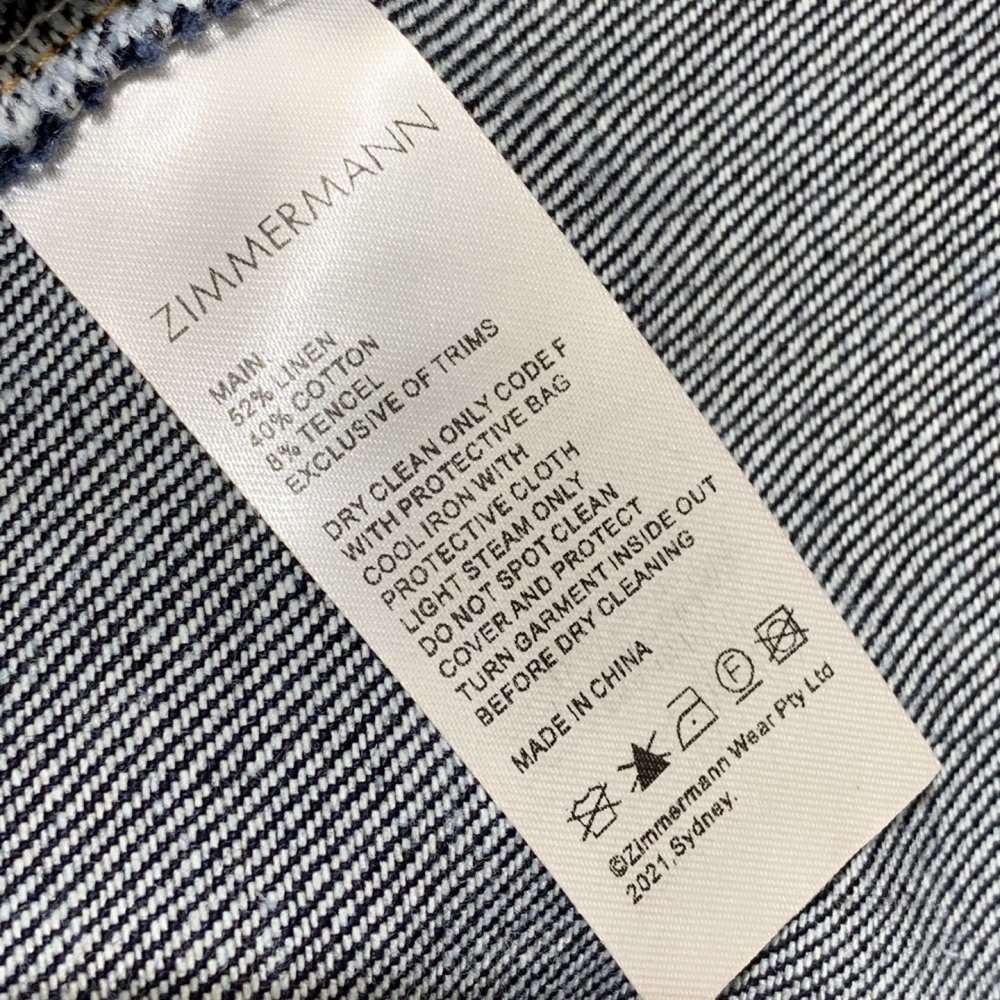 ZIMMERMANN
MAIN:
52% LINEN
40% COTTON
8% TENCEL
EXCLUSIVE OF TRIMS
DRY CLEAN ONLY CODE F
WITH PROTECTIVE BAG
COOL IRON WITH
PROTECTIVE CLOTH
LIGHT STEAM ONLY
DO NOT SPOT CLEAN
COVER AND PROTECT
TURN GARMENT INSIDE OUT
BEFORE DRY CLEANING
MADE IN CHINA
F
©Zimmermann Wear Pty Ltd
2021,Sydney.